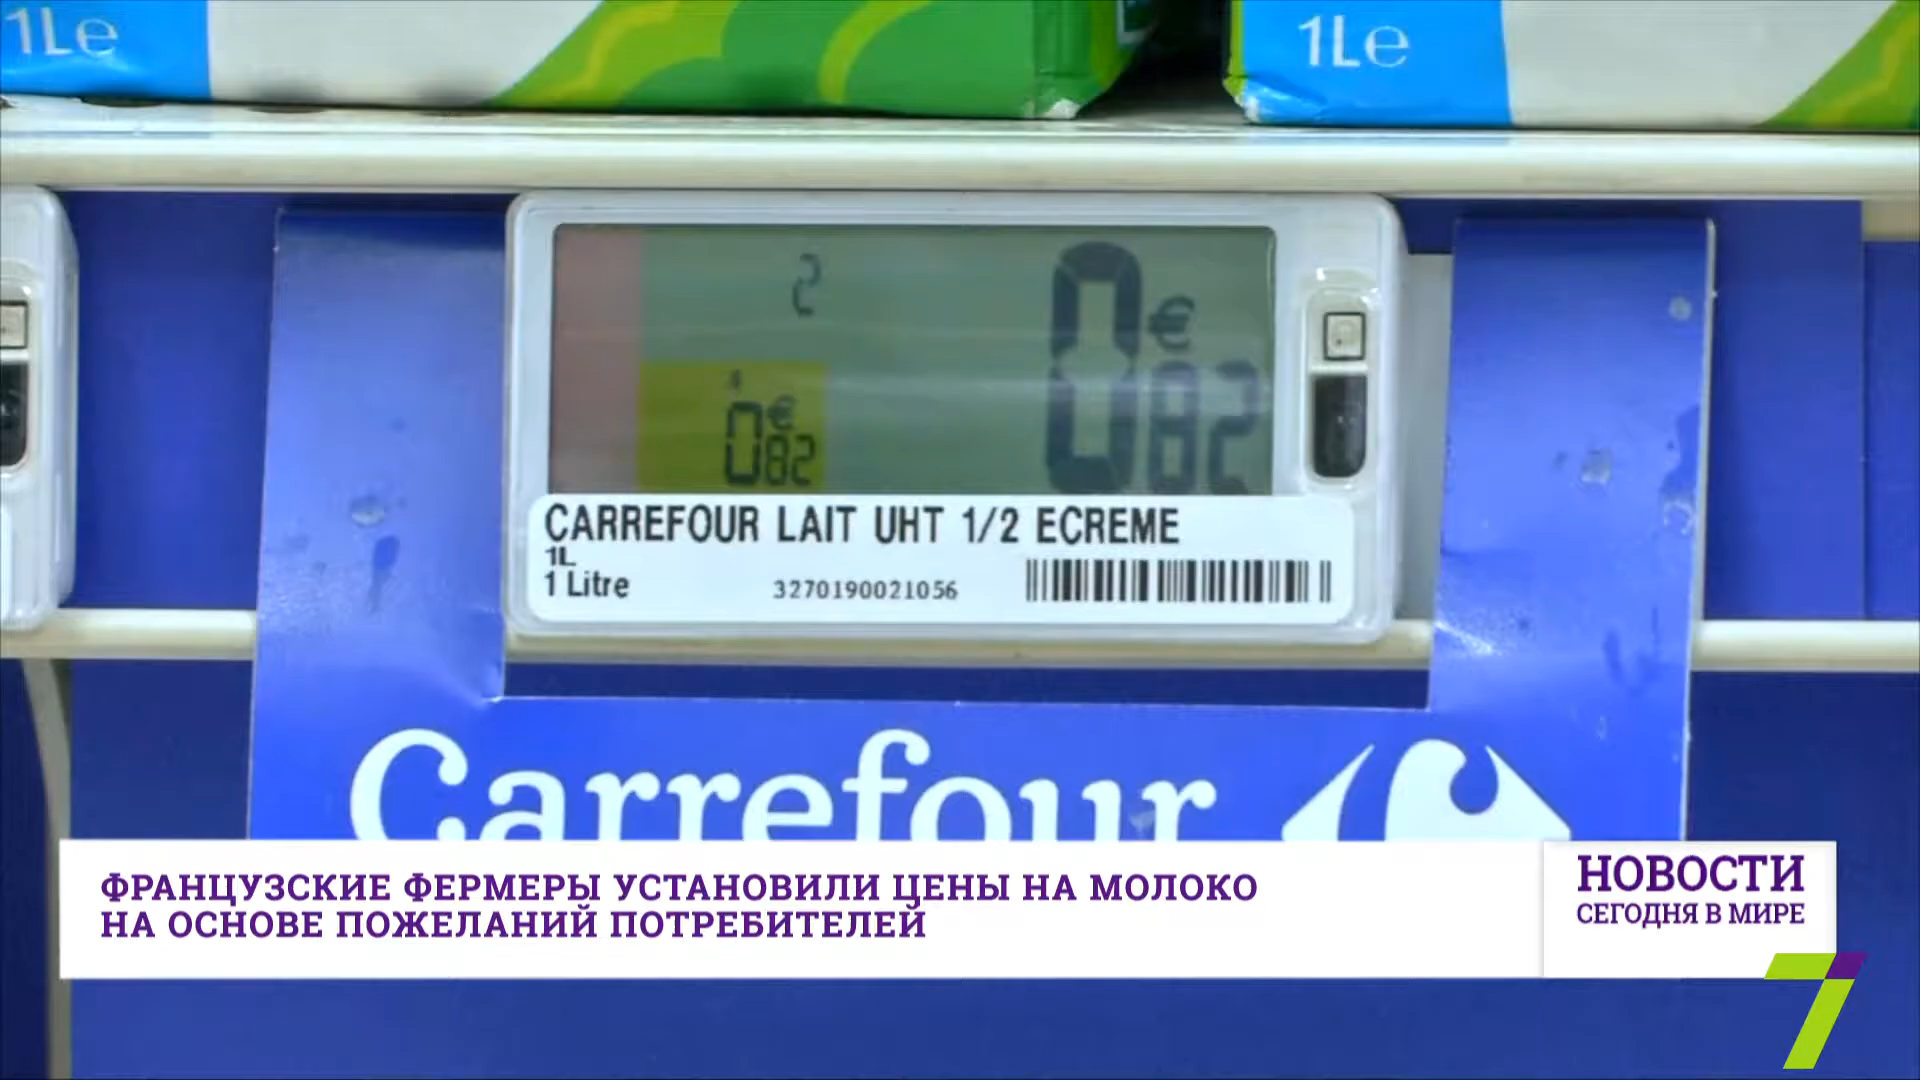 1Le
1Le
2
0€82
4
0€82
CARREFOUR LAIT UHT 1/2 ECREME
1L
1 Litre
3270190021056
Carrefour
ФРАНЦУЗСКИЕ ФЕРМЕРЫ УСТАНОВИЛИ ЦЕНЫ НА МОЛОКО
НА ОСНОВЕ ПОЖЕЛАНИЙ ПОТРЕБИТЕЛЕЙ
НОВОСТИ
СЕГОДНЯ В МИРЕ
7